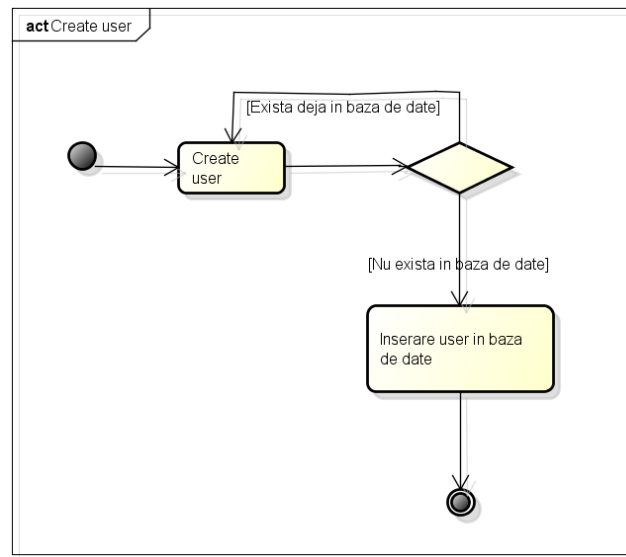 act Create user
[Exista deja in baza de date]
Create
user
[Nu exista in baza de date]
Inserare user in baza
de date